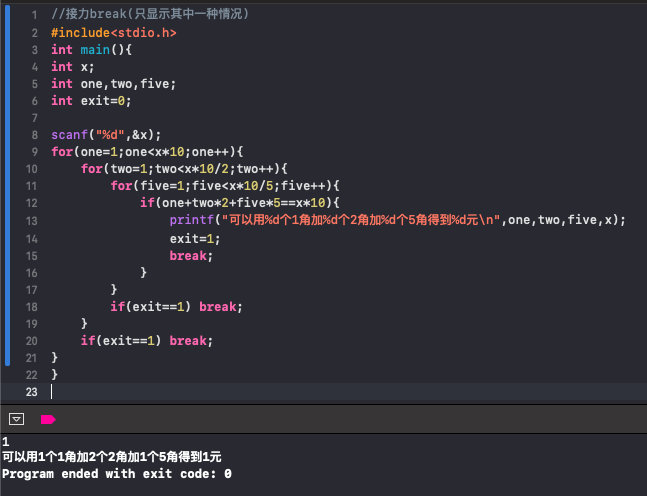 1 //接力break(只显示其中一种情况)
2 #include<stdio.h>
3 int main(){
4 int x;
5 int one,two,five;
6 int exit=0;
7
8 scanf("%d",&x);
9 for(one=1;one<x*10;one++){
10 for(two=1;two<x*10/2;two++){
11 for(five=1;five<x*10/5;five++){
12 if(one+two*2+five*5==x*10){
13 printf("可以用%d个1角加%d个2角加%d个5角得到%d元\n",one,two,five,x);
14 exit=1;
15 break;
16 }
17 }
18 if(exit==1) break;
19 }
20 if(exit==1) break;
21 }
22 }
23
1
可以用1个1角加2个2角加1个5角得到1元
Program ended with exit code: 0